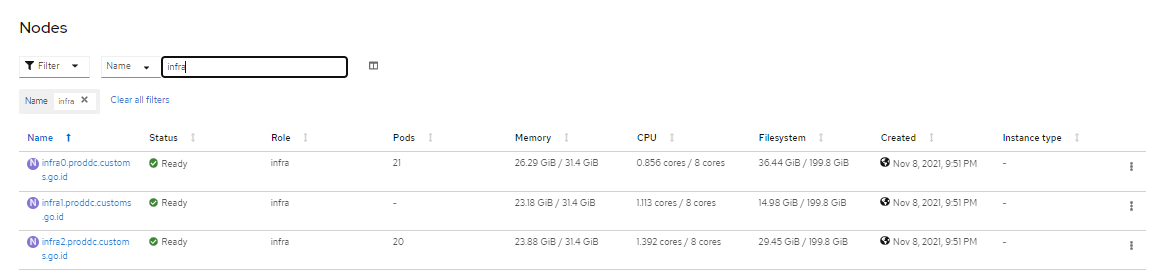 Nodes
Filter Name infra
Name infra × Clear all filters
Name Status Role Pods Memory CPU Filesystem Created Instance type
N infra0.proddc.custom Ready infra 21 26.29 GiB / 31.4 GiB 0.856 cores / 8 cores 36.44 GiB / 199.8 GiB Nov 8, 2021, 9:51 PM -
s.go.id
N infra1.proddc.customs Ready infra - 23.18 GiB / 31.4 GiB 1.113 cores / 8 cores 14.98 GiB / 199.8 GiB Nov 8, 2021, 9:51 PM -
.go.id
N infra2.proddc.custom Ready infra 20 23.88 GiB / 31.4 GiB 1.392 cores / 8 cores 29.45 GiB / 199.8 GiB Nov 8, 2021, 9:51 PM -
s.go.id